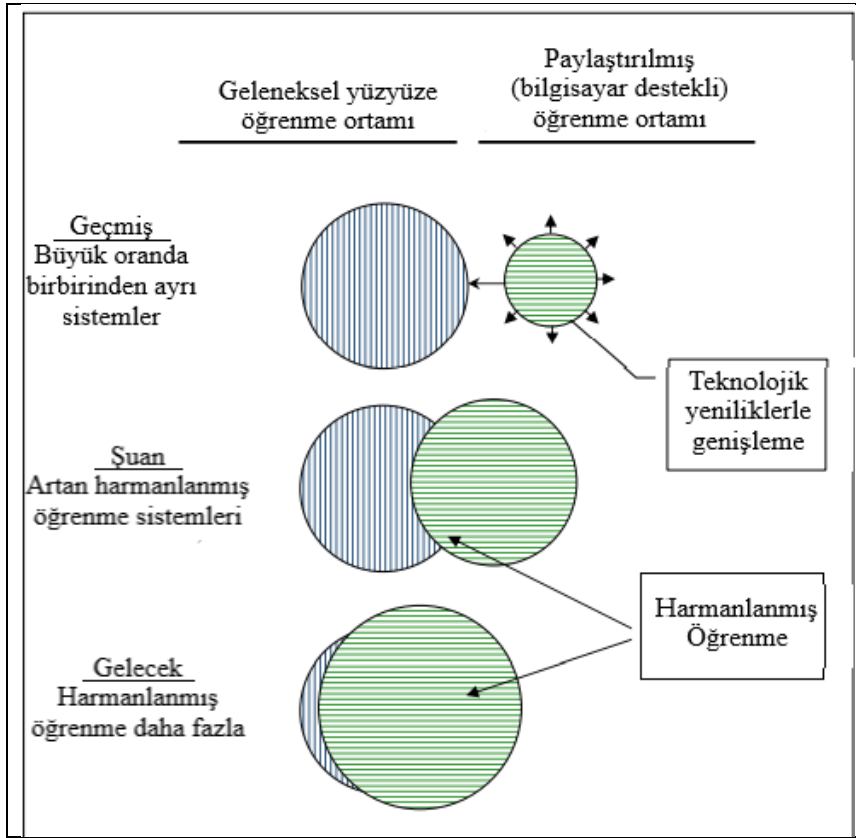 Geleneksel yüzyüze
öğrenme ortamı
Paylaştırılmış
(bilgisayar destekli)
öğrenme ortamı
Geçmiş
Büyük oranda
birbirinden ayrı
sistemler
Teknolojik
yeniliklerle
genişleme
Şuan
Artan harmanlanmış
öğrenme sistemleri
Harmanlanmış
Öğrenme
Gelecek
Harmanlanmış
öğrenme daha fazla